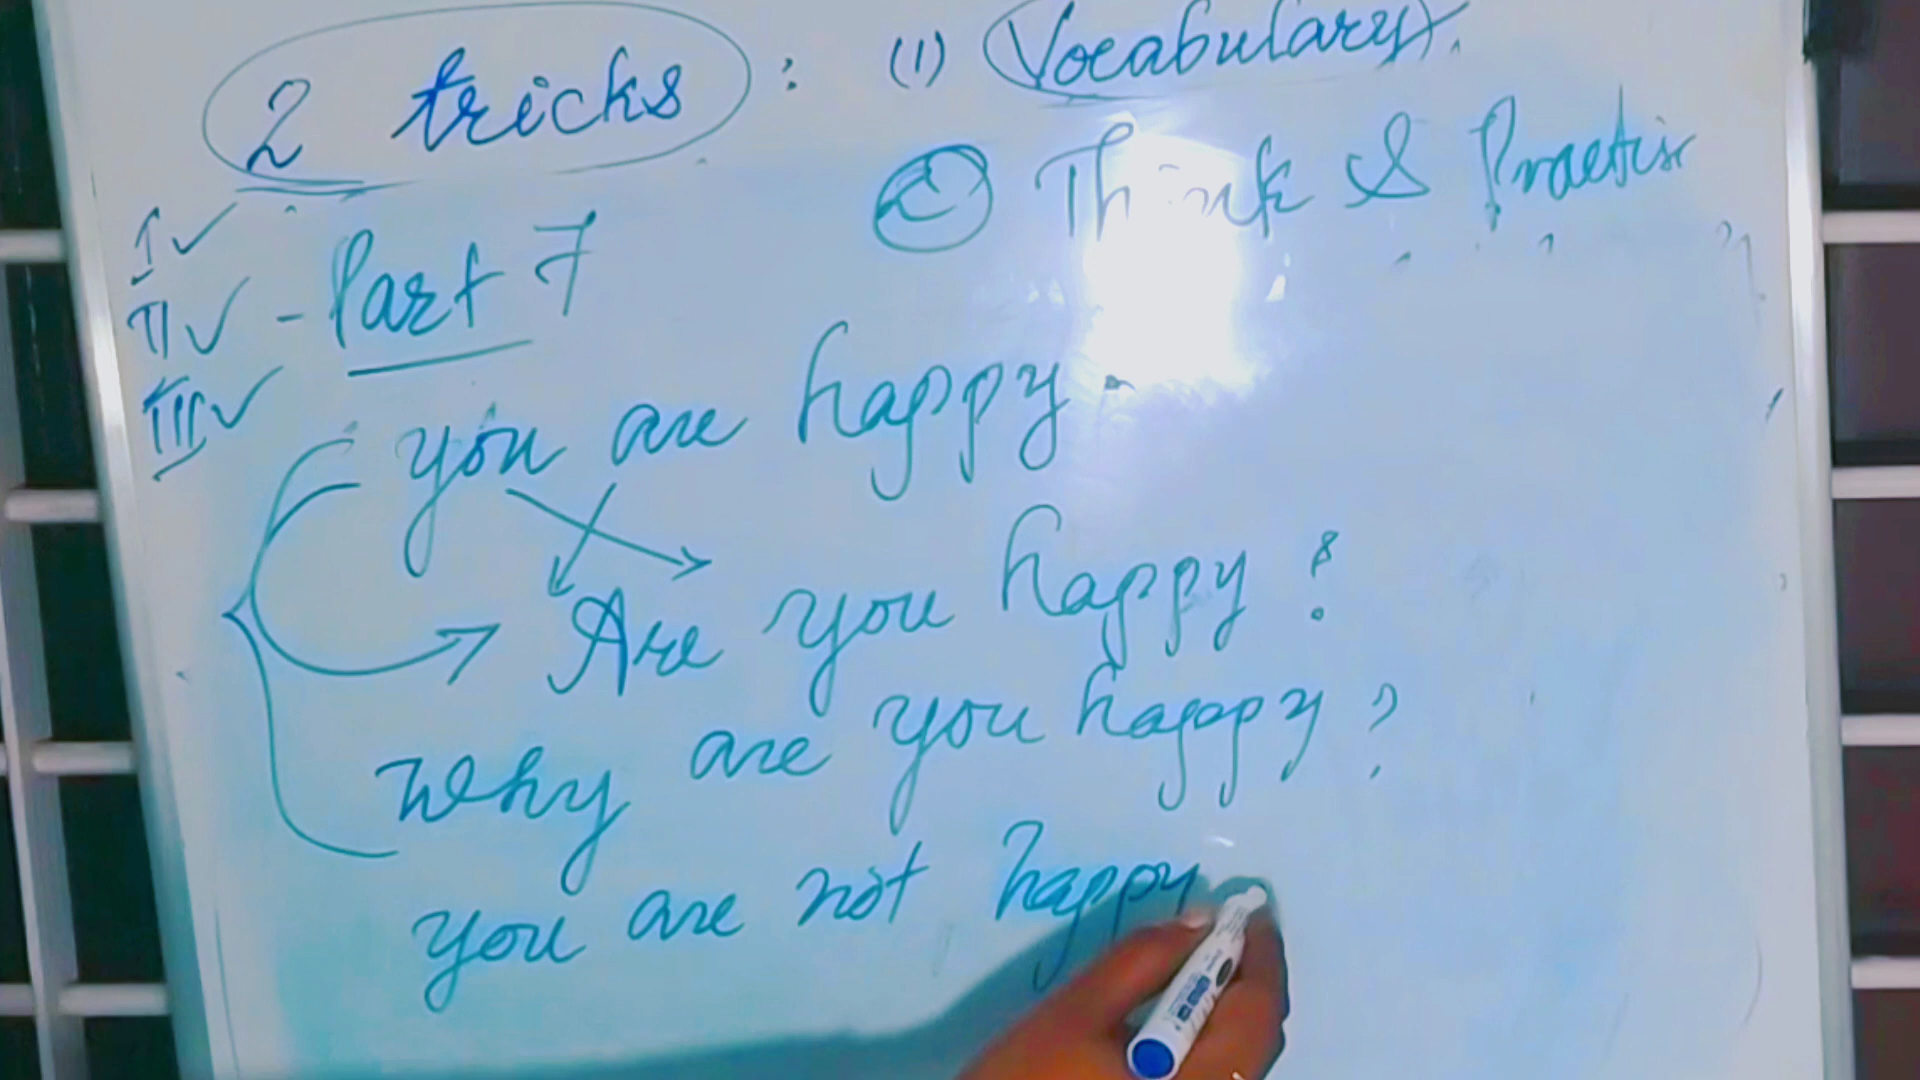 2 tricks : (1) Vocabulary.
2 Think & Practise
I ✓
II ✓ - Part 7
III ✓
you are happy.
Are you happy?
Why are you happy?
you are not happy